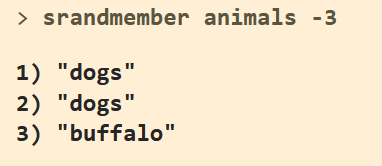 > srandmember animals -3
1) "dogs"
2) "dogs"
3) "buffalo"